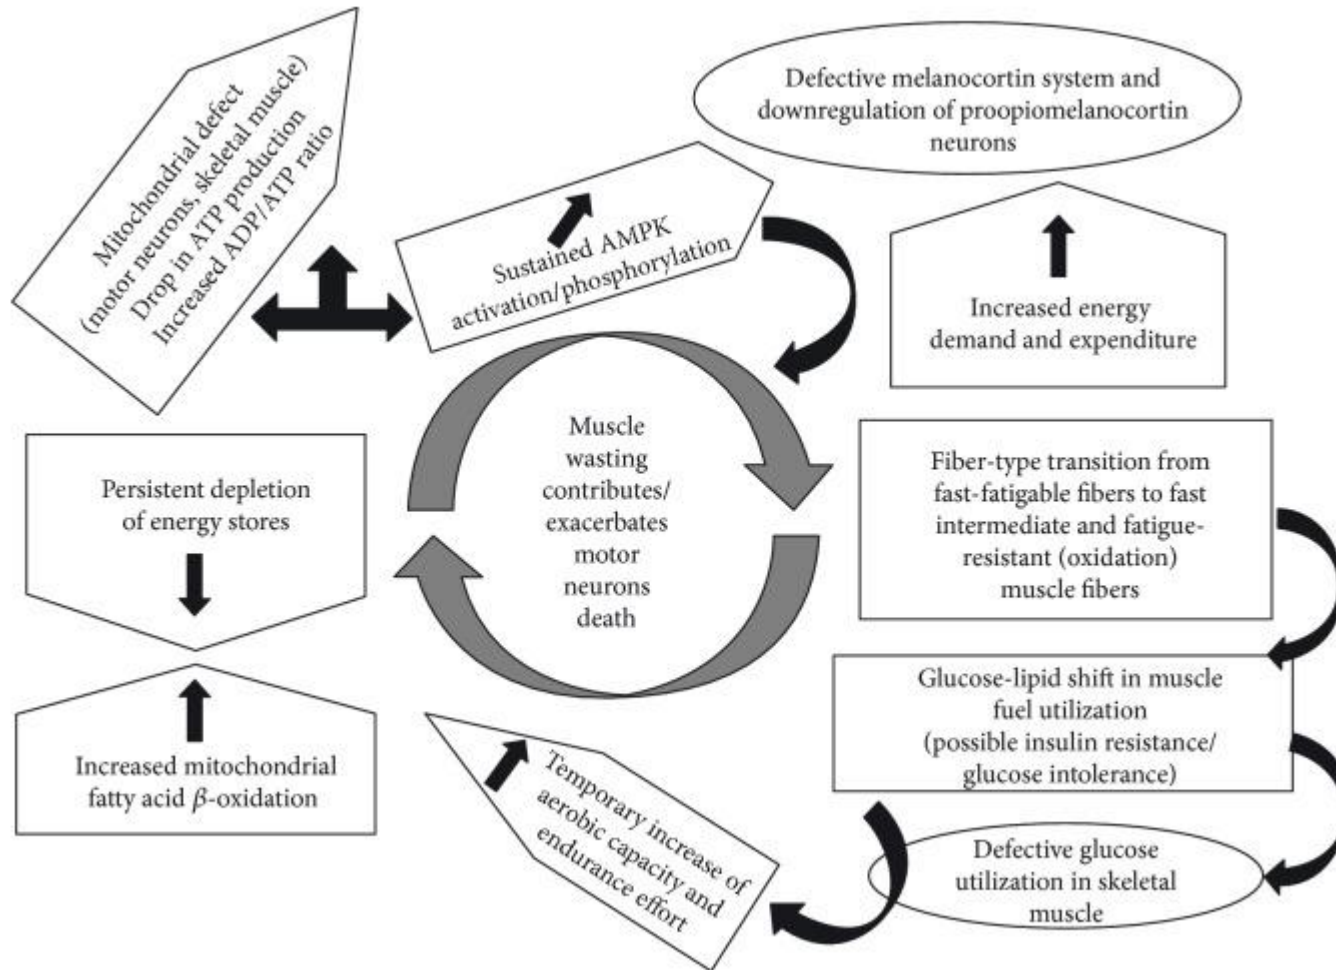 Mitochondrial defect
(motor neurons, skeletal muscle)
Drop in ATP production
Increased ADP/ATP ratio
Sustained AMPK
activation/phosphorylation
Defective melanocortin system and
downregulation of proopiomelanocortin
neurons
Increased energy
demand and expenditure
Muscle
wasting
contributes/
exacerbates
motor
neurons
death
Persistent depletion
of energy stores
Fiber-type transition from
fast-fatigable fibers to fast
intermediate and fatigue-
resistant (oxidation)
muscle fibers
Glucose-lipid shift in muscle
fuel utilization
(possible insulin resistance/
glucose intolerance)
Increased mitochondrial
fatty acid β-oxidation
Temporary increase of
aerobic capacity and
endurance effort
Defective glucose
utilization in skeletal
muscle